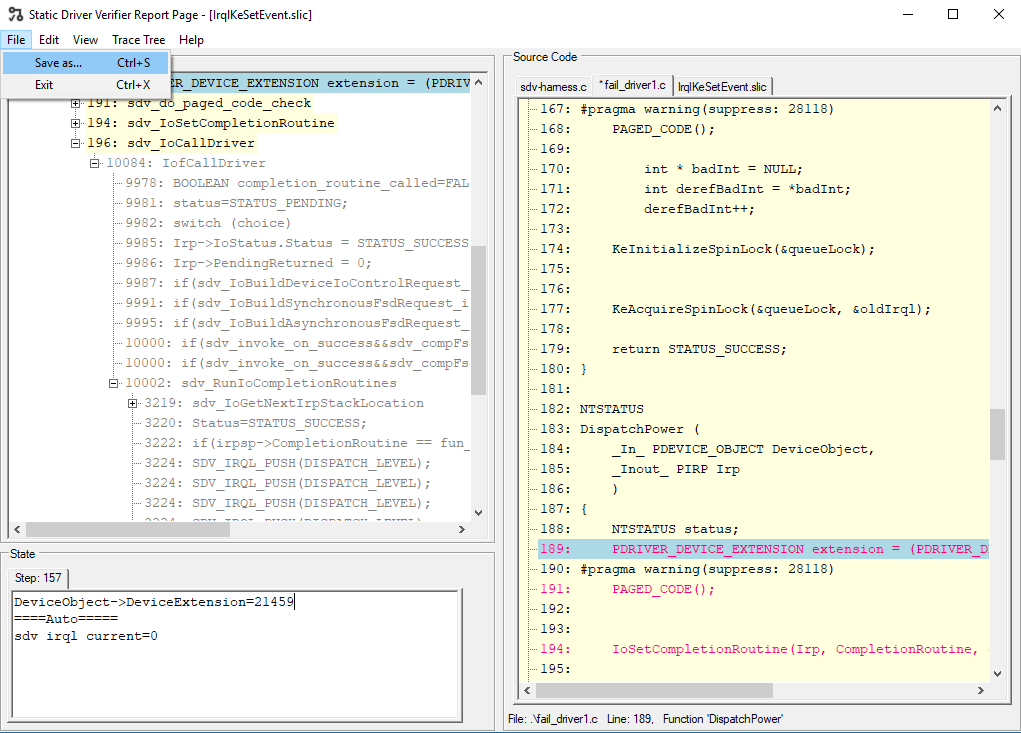 Static Driver Verifier Report Page - [IrqlKeSetEvent.slic]
File Edit View Trace Tree Help
Save as... Ctrl+S
Exit Ctrl+X
ER_DEVICE_EXTENSION extension = (PDRIV
191: sdv_do_paged_code_check
194: sdv_IoSetCompletionRoutine
196: sdv_IoCallDriver
10084: IofCallDriver
9978: BOOLEAN completion_routine_called=FAL
9981: status=STATUS_PENDING;
9982: switch (choice)
9985: Irp->IoStatus.Status = STATUS_SUCCESS
9986: Irp->PendingReturned = 0;
9987: if(sdv_IoBuildDeviceIoControlRequest_
9991: if(sdv_IoBuildSynchronousFsdRequest_i
9995: if(sdv_IoBuildAsynchronousFsdRequest_
10000: if(sdv_invoke_on_success&&sdv_compFs
10000: if(sdv_invoke_on_success&&sdv_compFs
10002: sdv_RunIoCompletionRoutines
3219: sdv_IoGetNextIrpStackLocation
3220: Status=STATUS_SUCCESS;
3222: if(irpsp->CompletionRoutine == fun_
3224: SDV_IRQL_PUSH(DISPATCH_LEVEL);
3224: SDV_IRQL_PUSH(DISPATCH_LEVEL);
3224: SDV_IRQL_PUSH(DISPATCH_LEVEL);
3224: SDV_IRQL_PUSH(DISPATCH_LEVEL);
State
Step: 157
DeviceObject->DeviceExtension=21459
====Auto=====
sdv irql current=0
Source Code
sdv-harness.c *fail_driver1.c IrqlKeSetEvent.slic
167: #pragma warning(suppress: 28118)
168: PAGED_CODE();
169:
170: int * badInt = NULL;
171: int derefBadInt = *badInt;
172: derefBadInt++;
173:
174: KeInitializeSpinLock(&queueLock);
175:
176:
177: KeAcquireSpinLock(&queueLock, &oldIrql);
178:
179: return STATUS_SUCCESS;
180: }
181:
182: NTSTATUS
183: DispatchPower (
184: _In_ PDEVICE_OBJECT DeviceObject,
185: _Inout_ PIRP Irp
186: )
187: {
188: NTSTATUS status;
189: PDRIVER_DEVICE_EXTENSION extension = (PDRIVER_D
190: #pragma warning(suppress: 28118)
191: PAGED_CODE();
192:
193:
194: IoSetCompletionRoutine(Irp, CompletionRoutine,
195:
File: .\fail_driver1.c Line: 189, Function 'DispatchPower'